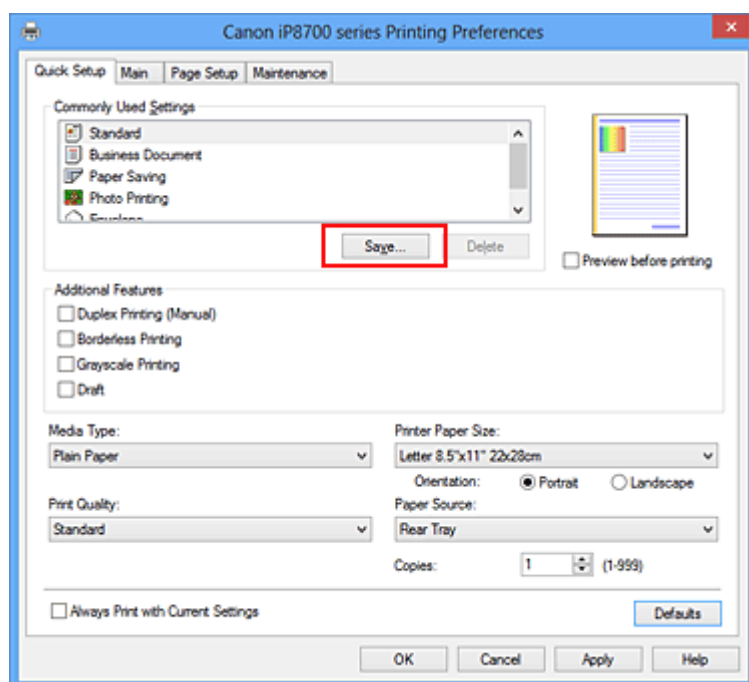 Canon iP8700 series Printing Preferences
Quick Setup Main Page Setup Maintenance
Commonly Used Settings
Standard
Business Document
Paper Saving
Photo Printing
Envelope
Save... Delete
Preview before printing
Additional Features
Duplex Printing (Manual)
Borderless Printing
Grayscale Printing
Draft
Media Type:
Plain Paper
Printer Paper Size:
Letter 8.5"x11" 22x28cm
Orientation: Portrait Landscape
Print Quality:
Standard
Paper Source:
Rear Tray
Copies: 1 (1-999)
Always Print with Current Settings
Defaults
OK Cancel Apply Help